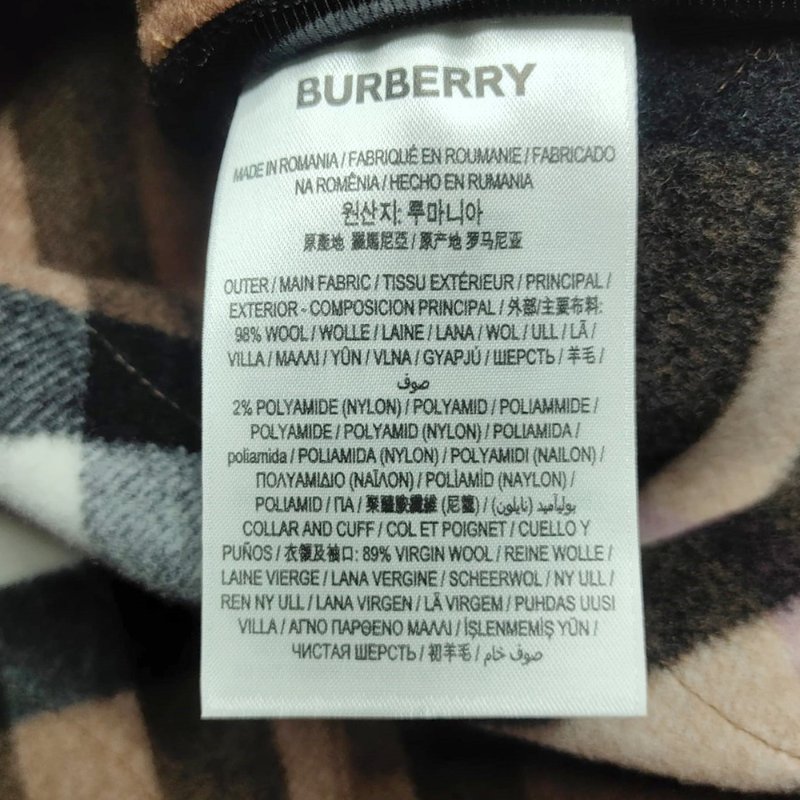 BURBERRY
MADE IN ROMANIA / FABRIQUÉ EN ROUMANIE / FABRICADO
NA ROMÊNIA / HECHO EN RUMANIA
원산지: 루마니아
原產地 羅馬尼亞 / 原产地 罗马尼亚
OUTER / MAIN FABRIC / TISSU EXTÉRIEUR / PRINCIPAL /
EXTERIOR - COMPOSICION PRINCIPAL / 外部/主要布料:
98% WOOL / WOLLE / LAINE / LANA / WOL / ULL / LÃ /
VILLA / ΜΑΛΛΙ / YÜN / VLNA / GYAPJÚ / ШЕРСТЬ / 羊毛 /
صوف
2% POLYAMIDE (NYLON) / POLYAMID / POLIAMMIDE /
POLYAMIDE / POLYAMID (NYLON) / POLIAMIDA /
poliamida / POLIAMIDA (NYLON) / POLYAMIDI (NAILON) /
ΠΟΛΥΑΜΙΔΙΟ (ΝΑΪΛΟΝ) / POLİAMİD (NAYLON) /
POLIAMID / ПА / 聚醯胺纖維 (尼龍) / بولياميد (نايلون) /
COLLAR AND CUFF / COL ET POIGNET / CUELLO Y
PUÑOS / 衣領及袖口: 89% VIRGIN WOOL / REINE WOLLE /
LAINE VIERGE / LANA VERGINE / SCHEERWOL / NY ULL /
REN NY ULL / LANA VIRGEN / LÃ VIRGEM / PUHDAS UUSI
VILLA / ΑΓΝΟ ΠΑΡΘΕΝΟ ΜΑΛΛΙ / İŞLENMEMİŞ YÜN /
ЧИСТАЯ ШЕРСТЬ / 初羊毛 / صوف خام